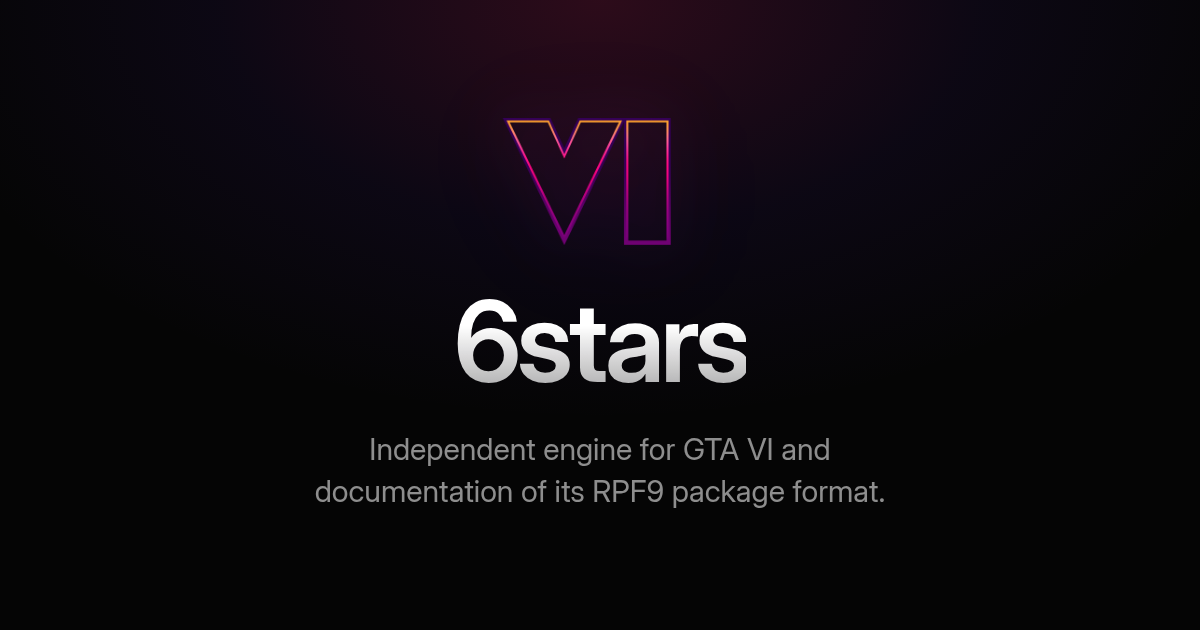 VI
6stars
Independent engine for GTA VI and
documentation of its RPF9 package format.